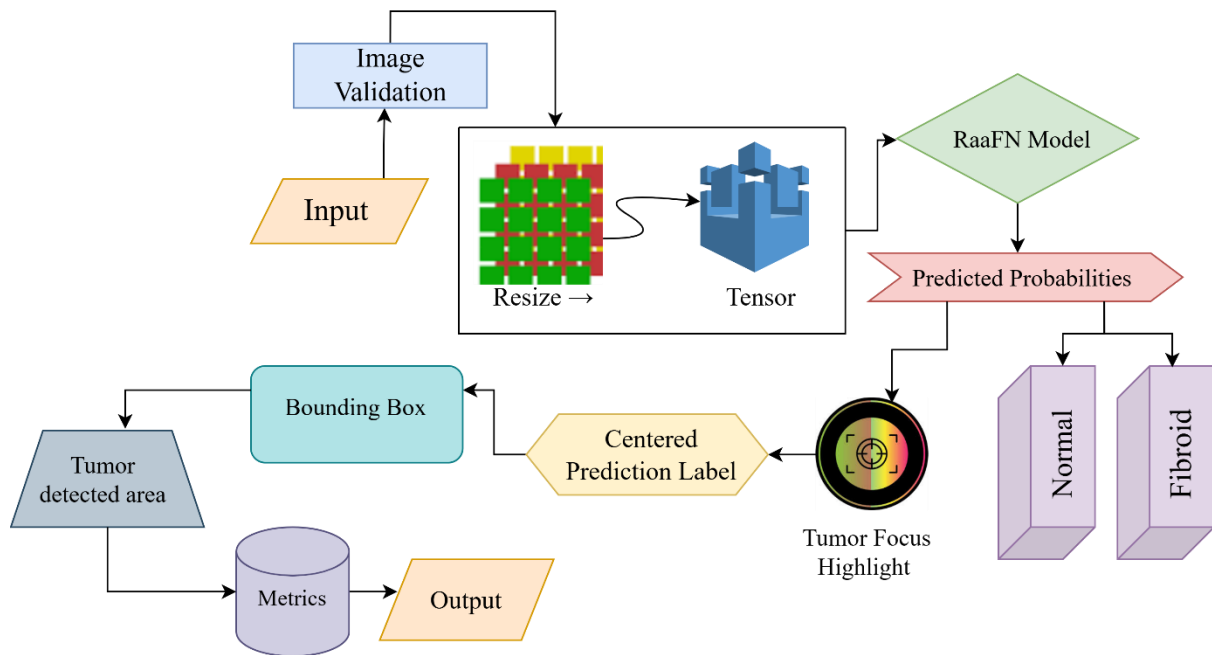 Image
Validation
Input
Resize →
Tensor
RaaFN Model
Predicted Probabilities
Normal
Fibroid
Tumor Focus
Highlight
Centered
Prediction Label
Bounding Box
Tumor
detected area
Metrics
Output